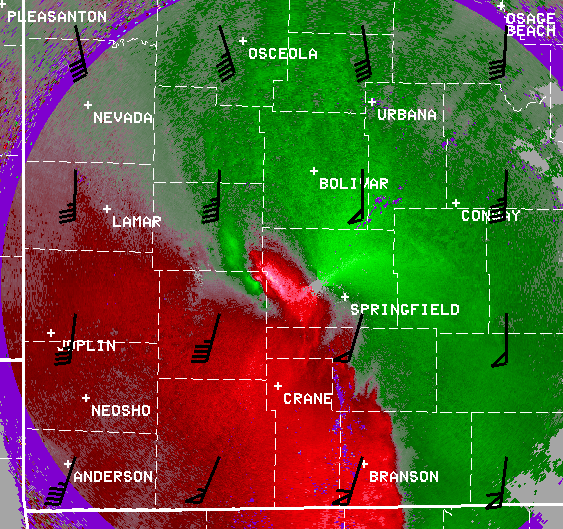 PLEASANTON
OSAGE
BEACH
OSCEOLA
NEVADA
URBANA
BOLIVAR
LAMAR
CONWAY
SPRINGFIELD
JOPLIN
CRANE
NEOSHO
ANDERSON
BRANSON